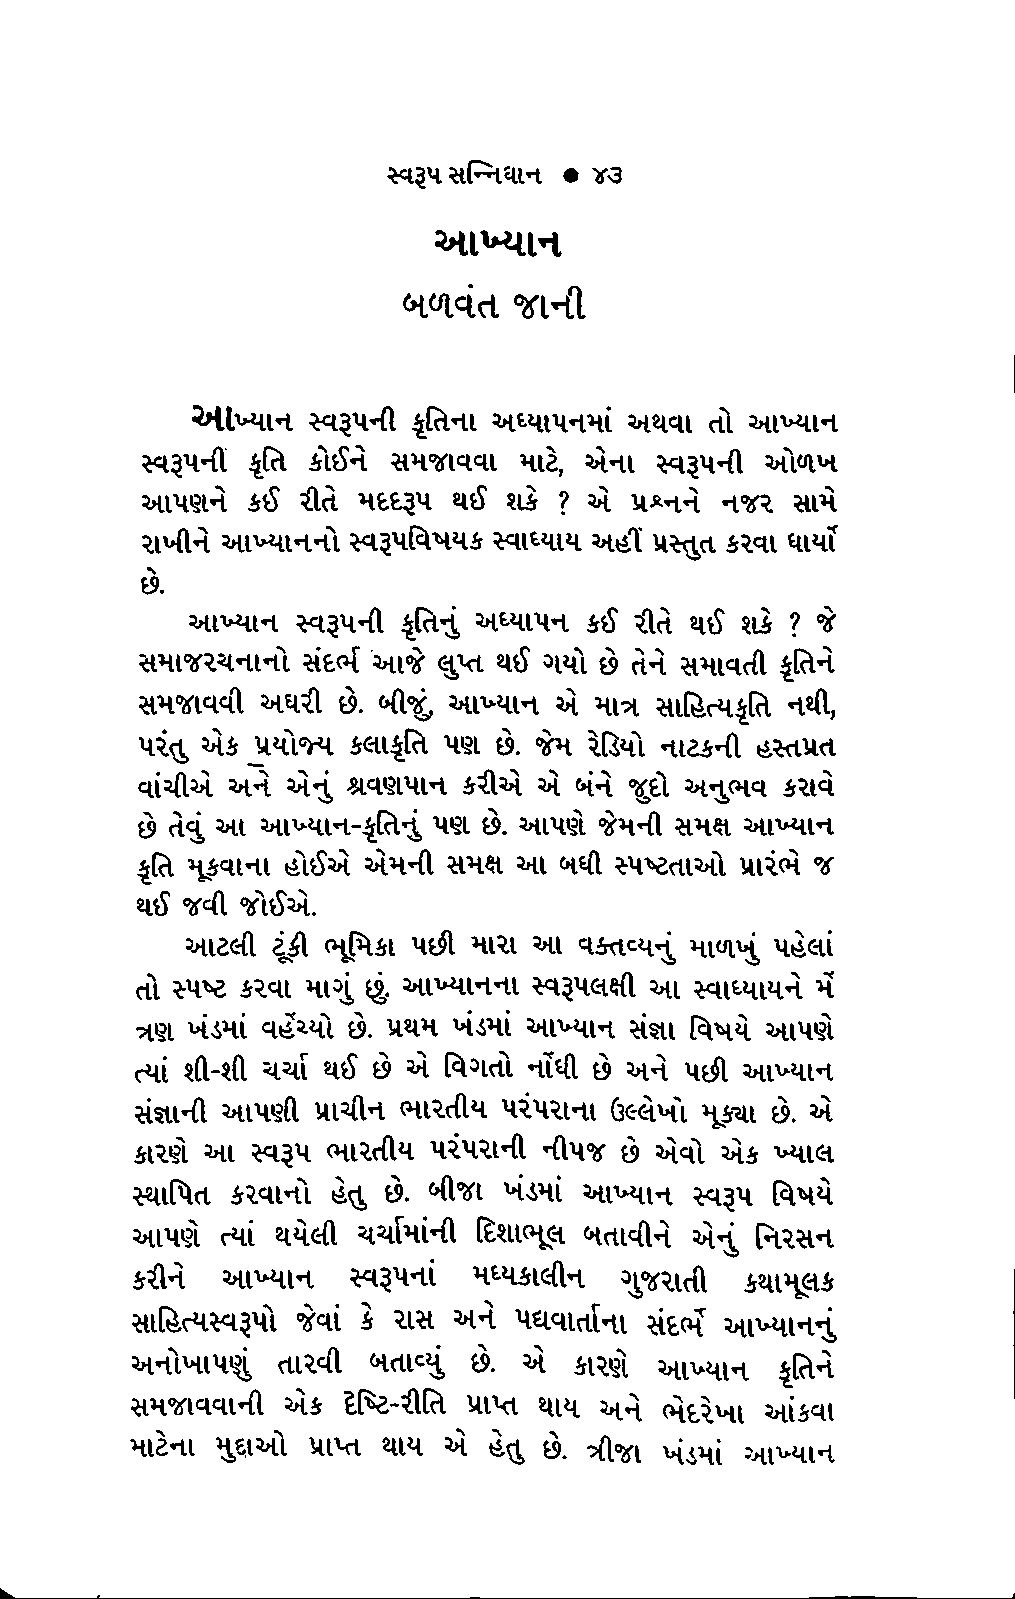 સ્વરૂપ સન્નિધાન ● ૪૩
આખ્યાન
બળવંત જાની
આખ્યાન સ્વરૂપની કૃતિના અધ્યાપનમાં અથવા તો આખ્યાન
સ્વરૂપની કૃતિ કોઈને સમજાવવા માટે, એના સ્વરૂપની ઓળખ
આપણને કઈ રીતે મદદરૂપ થઈ શકે ? એ પ્રશ્નને નજર સામે
રાખીને આખ્યાનનો સ્વરૂપવિષયક સ્વાધ્યાય અહીં પ્રસ્તુત કરવા ધાર્યો
છે.
આખ્યાન સ્વરૂપની કૃતિનું અધ્યાપન કઈ રીતે થઈ શકે ? જે
સમાજરચનાનો સંદર્ભ આજે લુપ્ત થઈ ગયો છે તેને સમાવતી કૃતિને
સમજાવવી અઘરી છે. બીજું, આખ્યાન એ માત્ર સાહિત્યકૃતિ નથી,
પરંતુ એક પ્રયોજ્ય કલાકૃતિ પણ છે. જેમ રેડિયો નાટકની હસ્તપ્રત
વાંચીએ અને એનું શ્રવણપાન કરીએ એ બંને જુદો અનુભવ કરાવે
છે તેવું આ આખ્યાન-કૃતિનું પણ છે. આપણે જેમની સમક્ષ આખ્યાન
કૃતિ મૂકવાના હોઈએ એમની સમક્ષ આ બધી સ્પષ્ટતાઓ પ્રારંભે જ
થઈ જવી જોઈએ.
આટલી ટૂંકી ભૂમિકા પછી મારા આ વક્તવ્યનું માળખું પહેલાં
તો સ્પષ્ટ કરવા માગું છું. આખ્યાનના સ્વરૂપલક્ષી આ સ્વાધ્યાયને મેં
ત્રણ ખંડમાં વહેંચ્યો છે. પ્રથમ ખંડમાં આખ્યાન સંજ્ઞા વિષયે આપણે
ત્યાં શી-શી ચર્ચા થઈ છે એ વિગતો નોંધી છે અને પછી આખ્યાન
સંજ્ઞાની આપણી પ્રાચીન ભારતીય પરંપરાના ઉલ્લેખો મૂક્યા છે. એ
કારણે આ સ્વરૂપ ભારતીય પરંપરાની નીપજ છે એવો એક ખ્યાલ
સ્થાપિત કરવાનો હેતુ છે. બીજા ખંડમાં આખ્યાન સ્વરૂપ વિષયે
આપણે ત્યાં થયેલી ચર્ચામાંની દિશાભૂલ બતાવીને એનું નિરસન
કરીને આખ્યાન સ્વરૂપનાં મધ્યકાલીન ગુજરાતી કથામૂલક
સાહિત્યસ્વરૂપો જેવાં કે રાસ અને પદ્યવાર્તાના સંદર્ભે આખ્યાનનું
અનોખાપણું તારવી બતાવ્યું છે. એ કારણે આખ્યાન કૃતિને
સમજાવવાની એક દૃષ્ટિ-રીતિ પ્રાપ્ત થાય અને ભેદરેખા આંકવા
માટેના મુદ્દાઓ પ્રાપ્ત થાય એ હેતુ છે. ત્રીજા ખંડમાં આખ્યાન